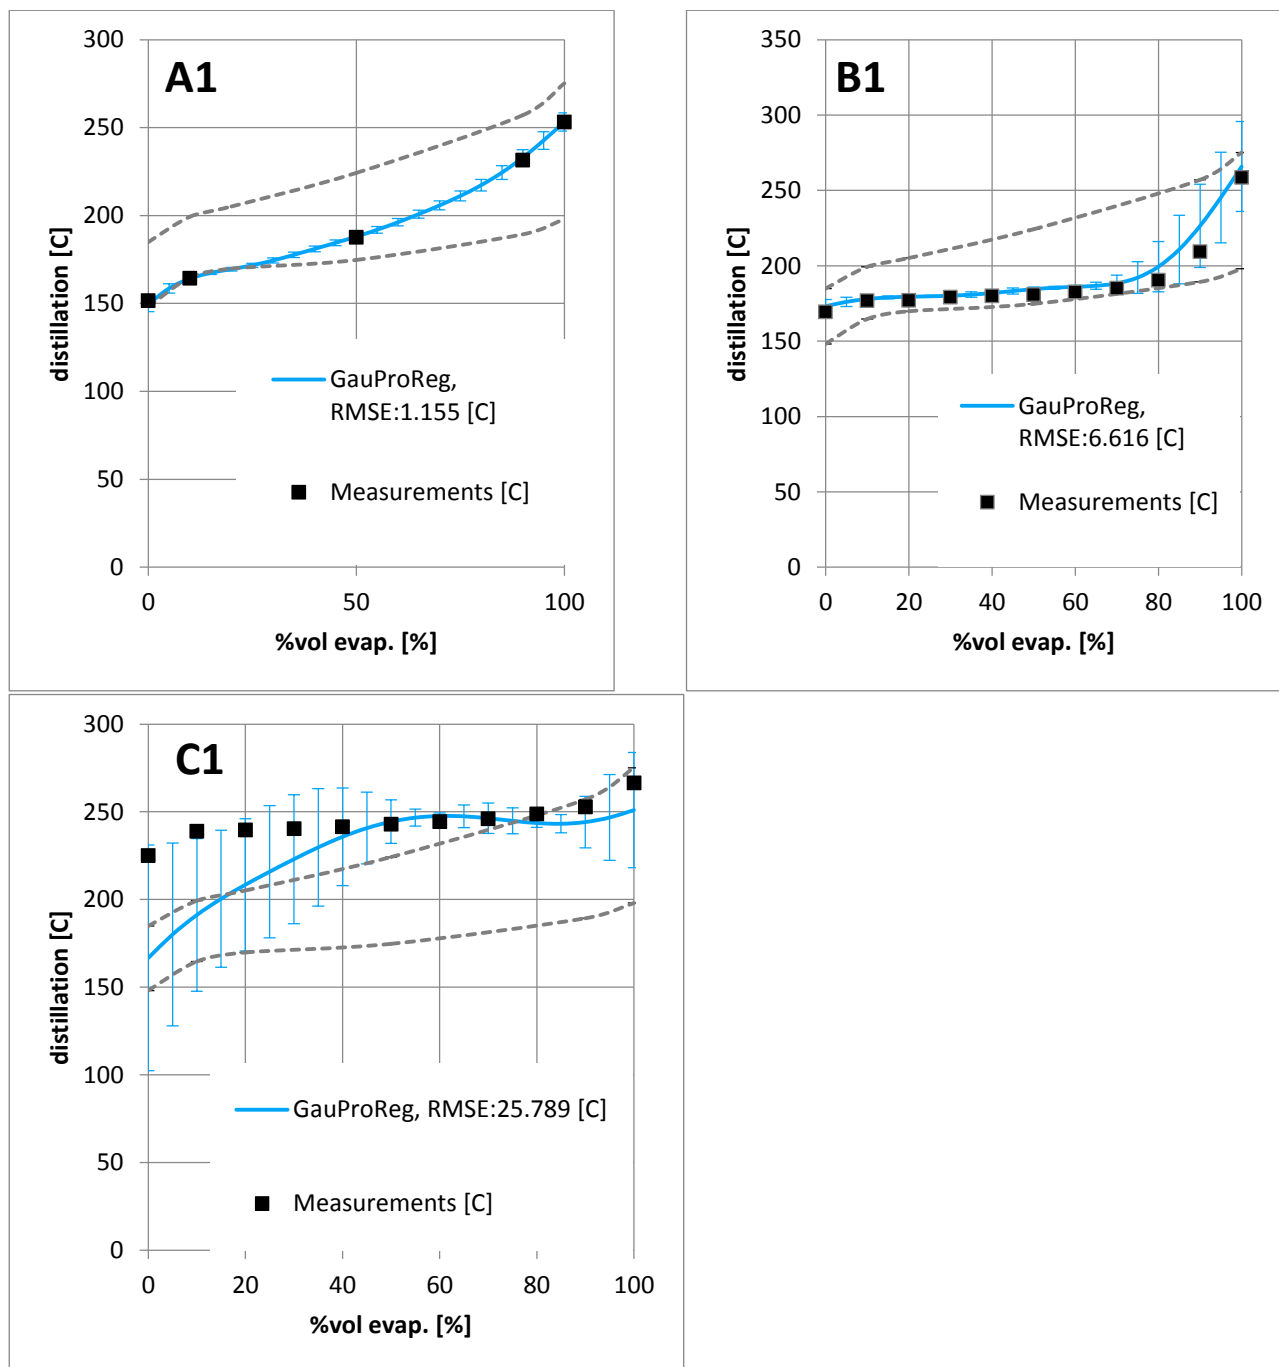 A1
300
250
200
150
100
50
0
distillation [C]
GauProReg,
RMSE:1.155 [C]
Measurements [C]
0 50 100
%vol evap. [%]
B1
350
300
250
200
150
100
50
0
distillation [C]
GauProReg,
RMSE:6.616 [C]
Measurements [C]
0 20 40 60 80 100
%vol evap. [%]
C1
300
250
200
150
100
50
0
distillation [C]
GauProReg, RMSE:25.789 [C]
Measurements [C]
0 20 40 60 80 100
%vol evap. [%]